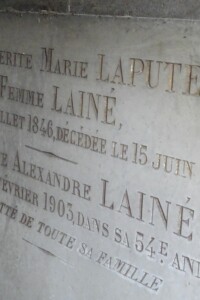 ERITE MARIE LAPUTE
FEMME LAINÉ,
LLET 1846, DÉCÉDÉE LE 15 JUIN
E ALEXANDRE LAINÉ
FÉVRIER 1903, DANS SA 54E. AN
TTÉ DE TOUTE SA FAMILLE